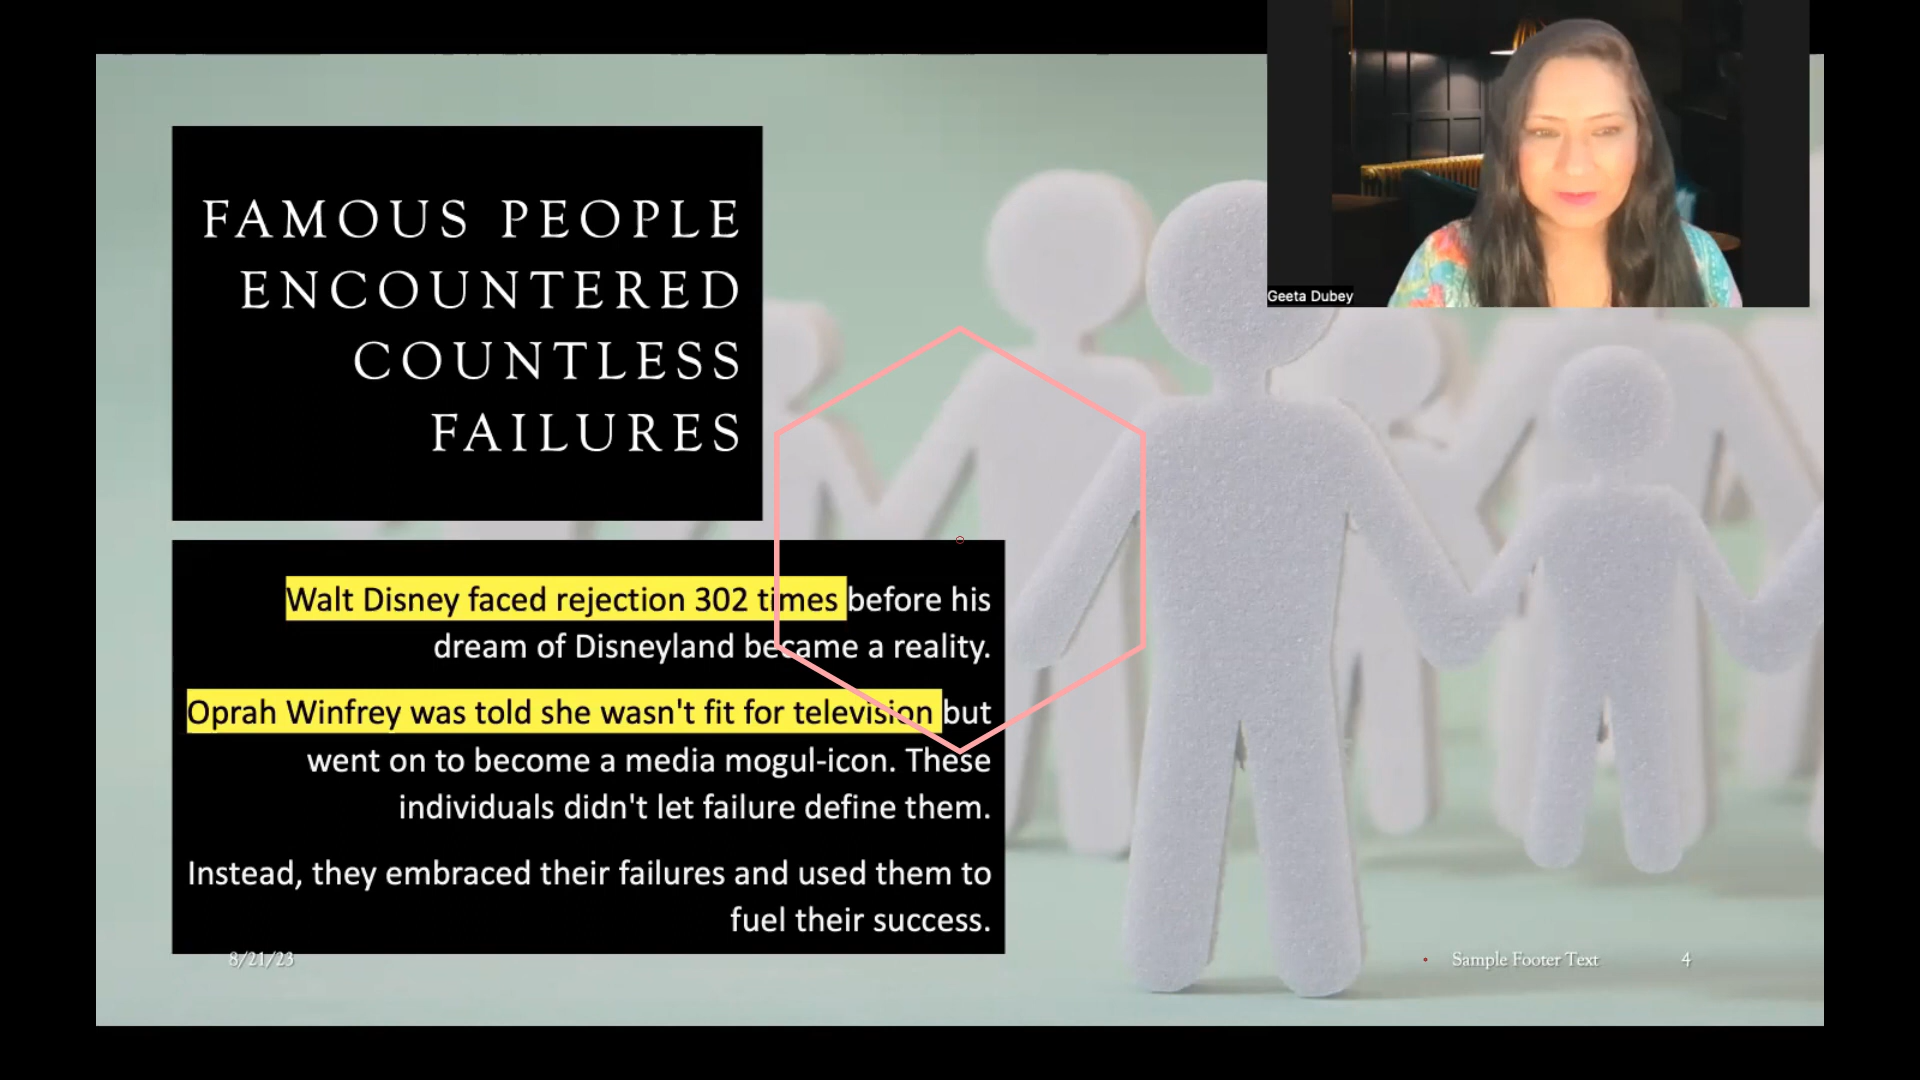 FAMOUS PEOPLE
ENCOUNTERED
COUNTLESS
FAILURES
Geeta Dubey
Walt Disney faced rejection 302 times before his
dream of Disneyland became a reality.
Oprah Winfrey was told she wasn't fit for television but
went on to become a media mogul-icon. These
individuals didn't let failure define them.
Instead, they embraced their failures and used them to
fuel their success.
8/21/23
Sample Footer Text
4